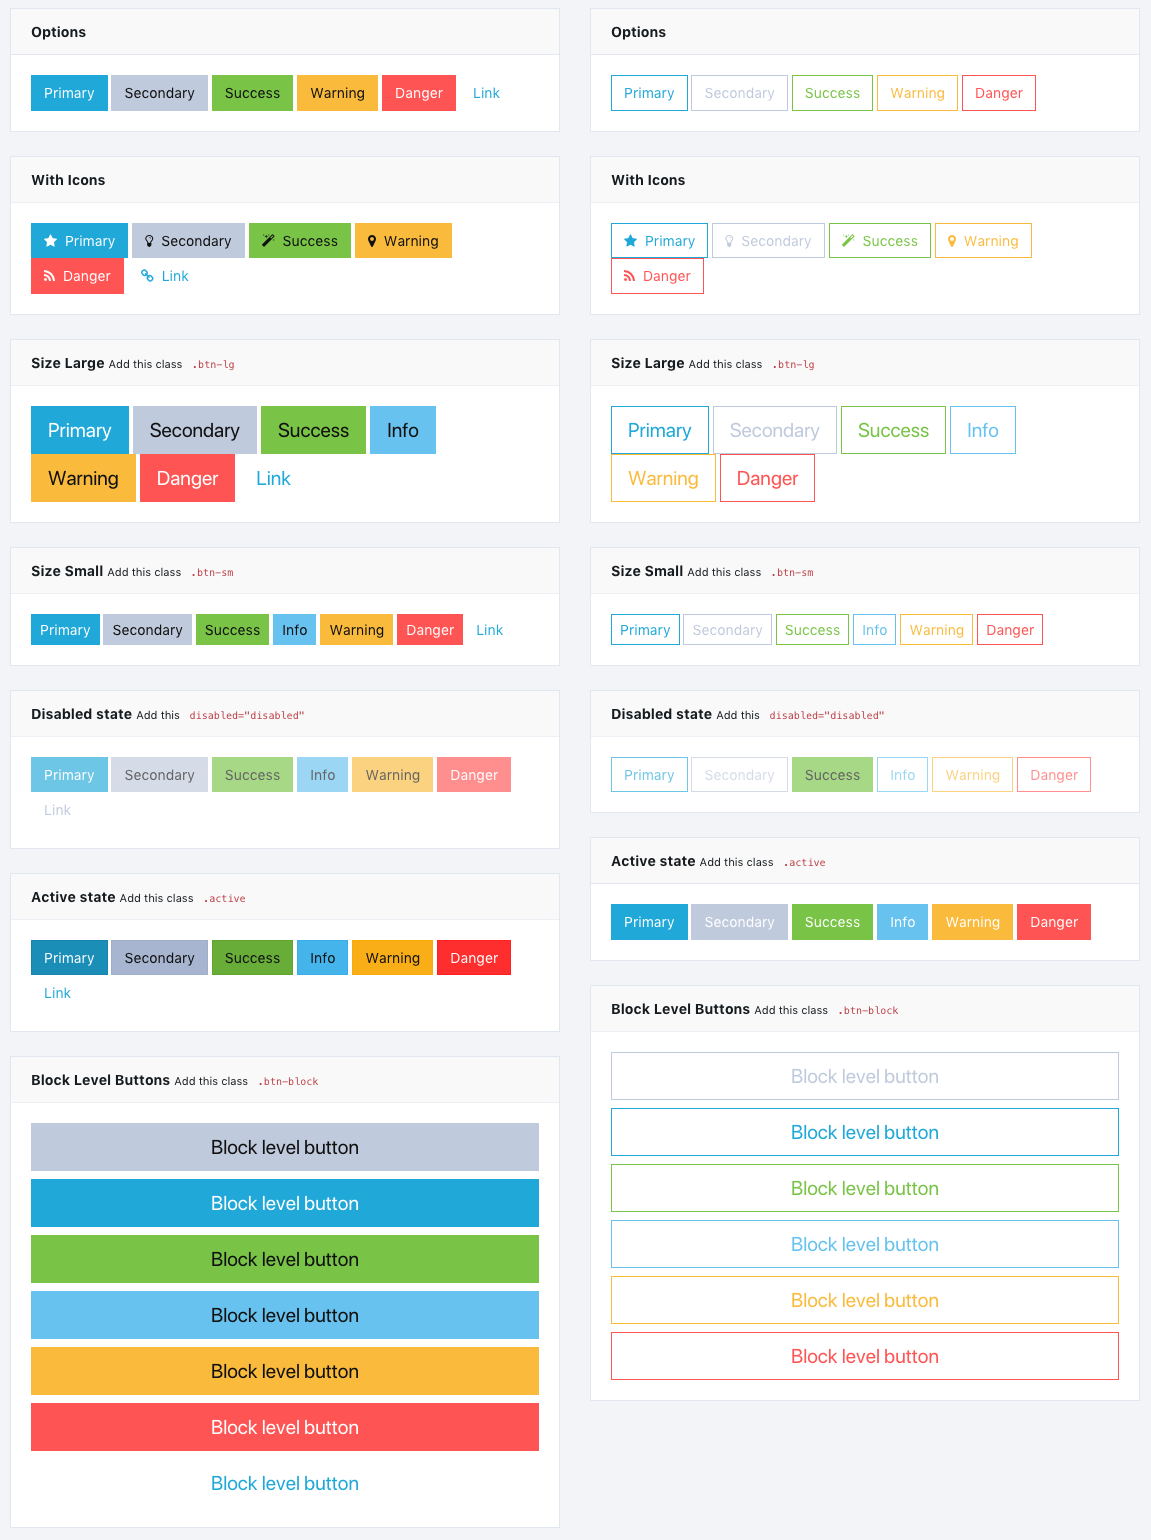 Options
Primary Secondary Success Warning Danger Link
With Icons
Primary Secondary Success Warning
Danger Link
Size Large Add this class .btn-lg
Primary Secondary Success Info
Warning Danger Link
Size Small Add this class .btn-sm
Primary Secondary Success Info Warning Danger Link
Disabled state Add this disabled="disabled"
Primary Secondary Success Info Warning Danger
Link
Active state Add this class .active
Primary Secondary Success Info Warning Danger
Link
Block Level Buttons Add this class .btn-block
Block level button
Block level button
Block level button
Block level button
Block level button
Block level button
Block level button
Options
Primary Secondary Success Warning Danger
With Icons
Primary Secondary Success Warning
Danger
Size Large Add this class .btn-lg
Primary Secondary Success Info
Warning Danger
Size Small Add this class .btn-sm
Primary Secondary Success Info Warning Danger
Disabled state Add this disabled="disabled"
Primary Secondary Success Info Warning Danger
Active state Add this class .active
Primary Secondary Success Info Warning Danger
Block Level Buttons Add this class .btn-block
Block level button
Block level button
Block level button
Block level button
Block level button
Block level button